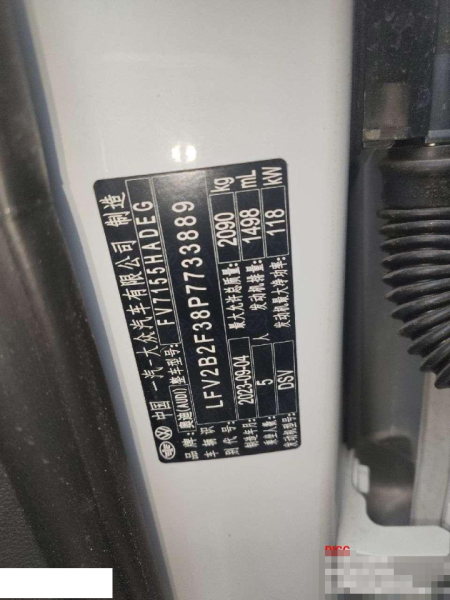 中国 一汽-大众汽车有限公司 制造
品牌: 奥迪(AUDI) 整车型号: FV7155HADEG
车辆识别代号: LFV2B2F38P7733889
制造年月: 2023-09-04 最大允许总质量: 2090 kg
乘坐人数: 5 人 发动机排量: 1498 mL
发动机型号: DSV 发动机最大净功率: 118 kW